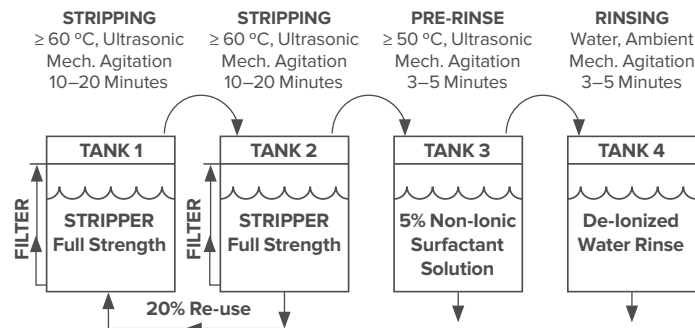 STRIPPING
≥ 60 ºC, Ultrasonic
Mech. Agitation
10–20 Minutes
STRIPPING
≥ 60 ºC, Ultrasonic
Mech. Agitation
10–20 Minutes
PRE-RINSE
≥ 50 ºC, Ultrasonic
Mech. Agitation
3–5 Minutes
RINSING
Water, Ambient
Mech. Agitation
3–5 Minutes
TANK 1
FILTER
STRIPPER
Full Strength
TANK 2
FILTER
STRIPPER
Full Strength
TANK 3
5% Non-Ionic
Surfactant
Solution
TANK 4
De-Ionized
Water Rinse
20% Re-use